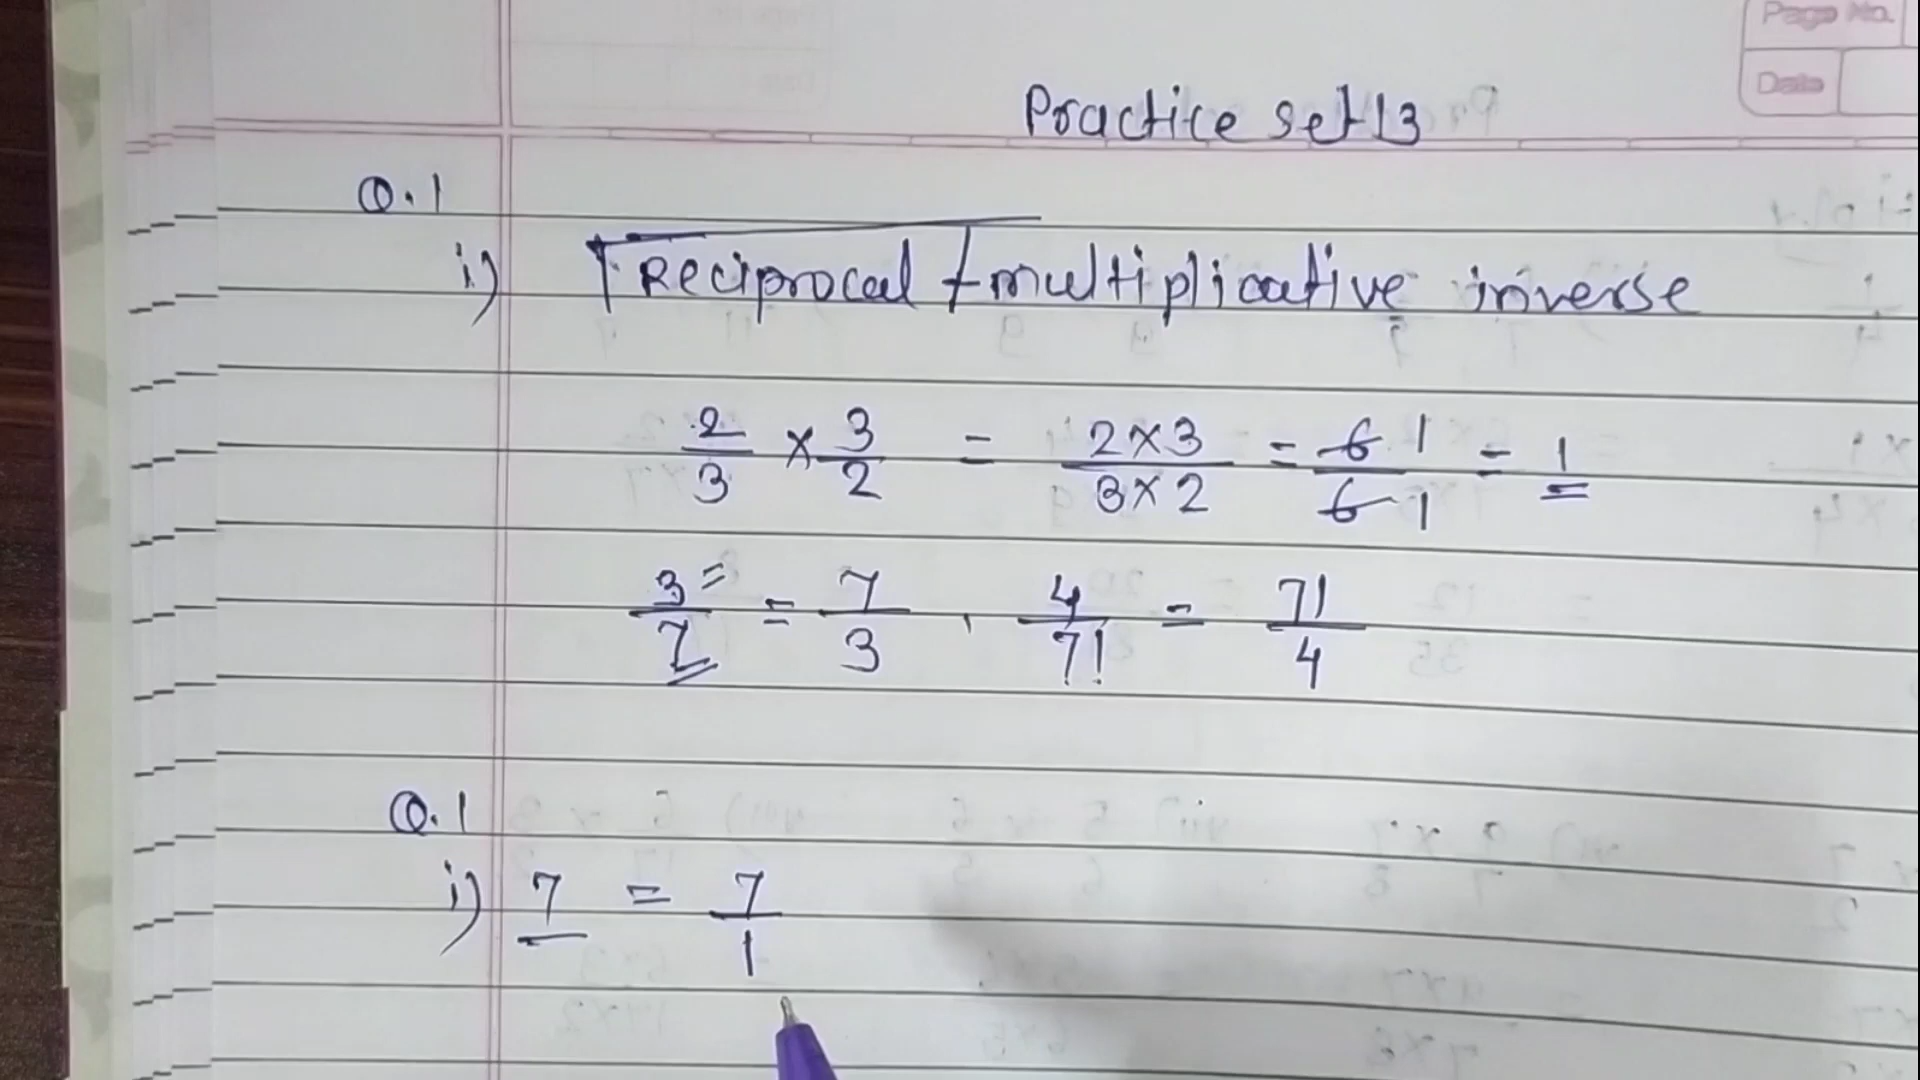 Page No.
Date
Practice set 13
Q.1
i) Reciprocal / multiplicative inverse
2/3 × 3/2 = 2×3/3×2 = 6 1/6 1 = 1
3/7 = 7/3 , 4/71 = 71/4
Q.1
i) 7 = 7/1